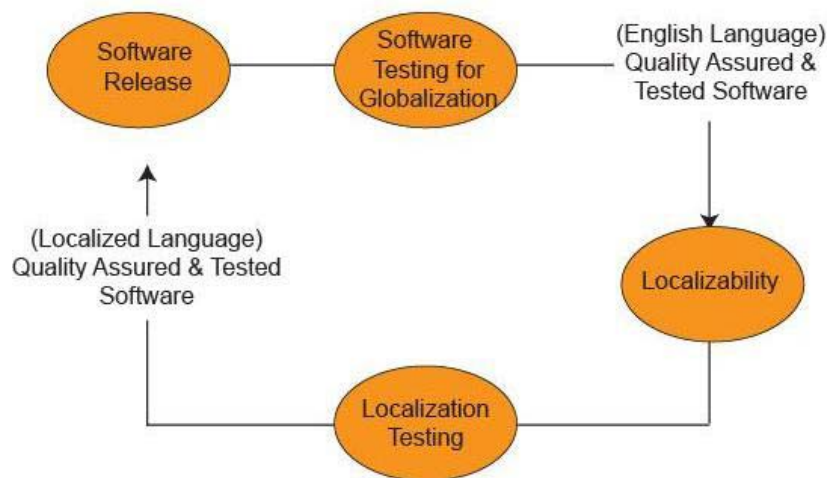 Software
Release
Software
Testing for
Globalization
(English Language)
Quality Assured &
Tested Software
Localizability
Localization
Testing
(Localized Language)
Quality Assured & Tested
Software